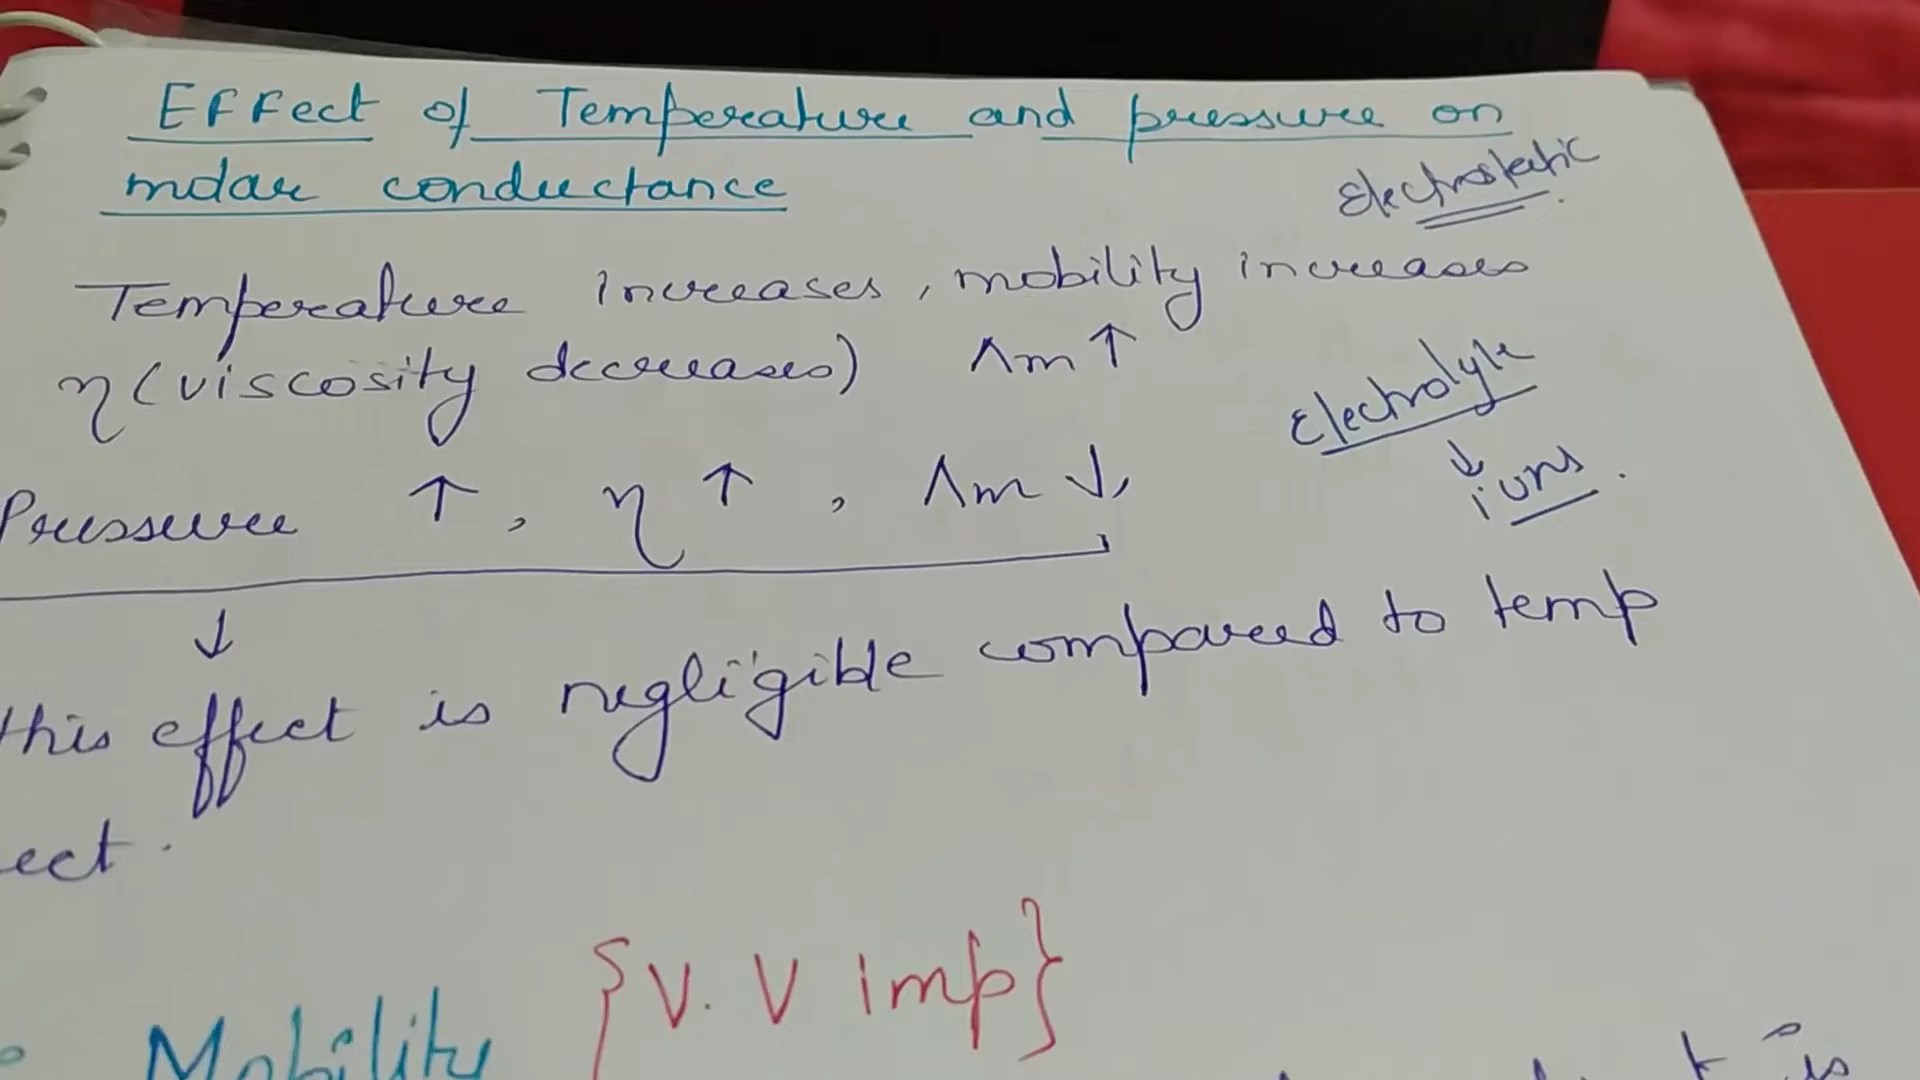 Effect of Temperature and pressure on
molar conductance
Electrostatic
Temperature increases, mobility increases
η (viscosity decreases) Λm ↑
Electrolyte
↓
ions.
Pressure ↑, η ↑, Λm ↓,
↓
this effect is negligible compared to temp
ect.
{V. V imp}
Mobility
is